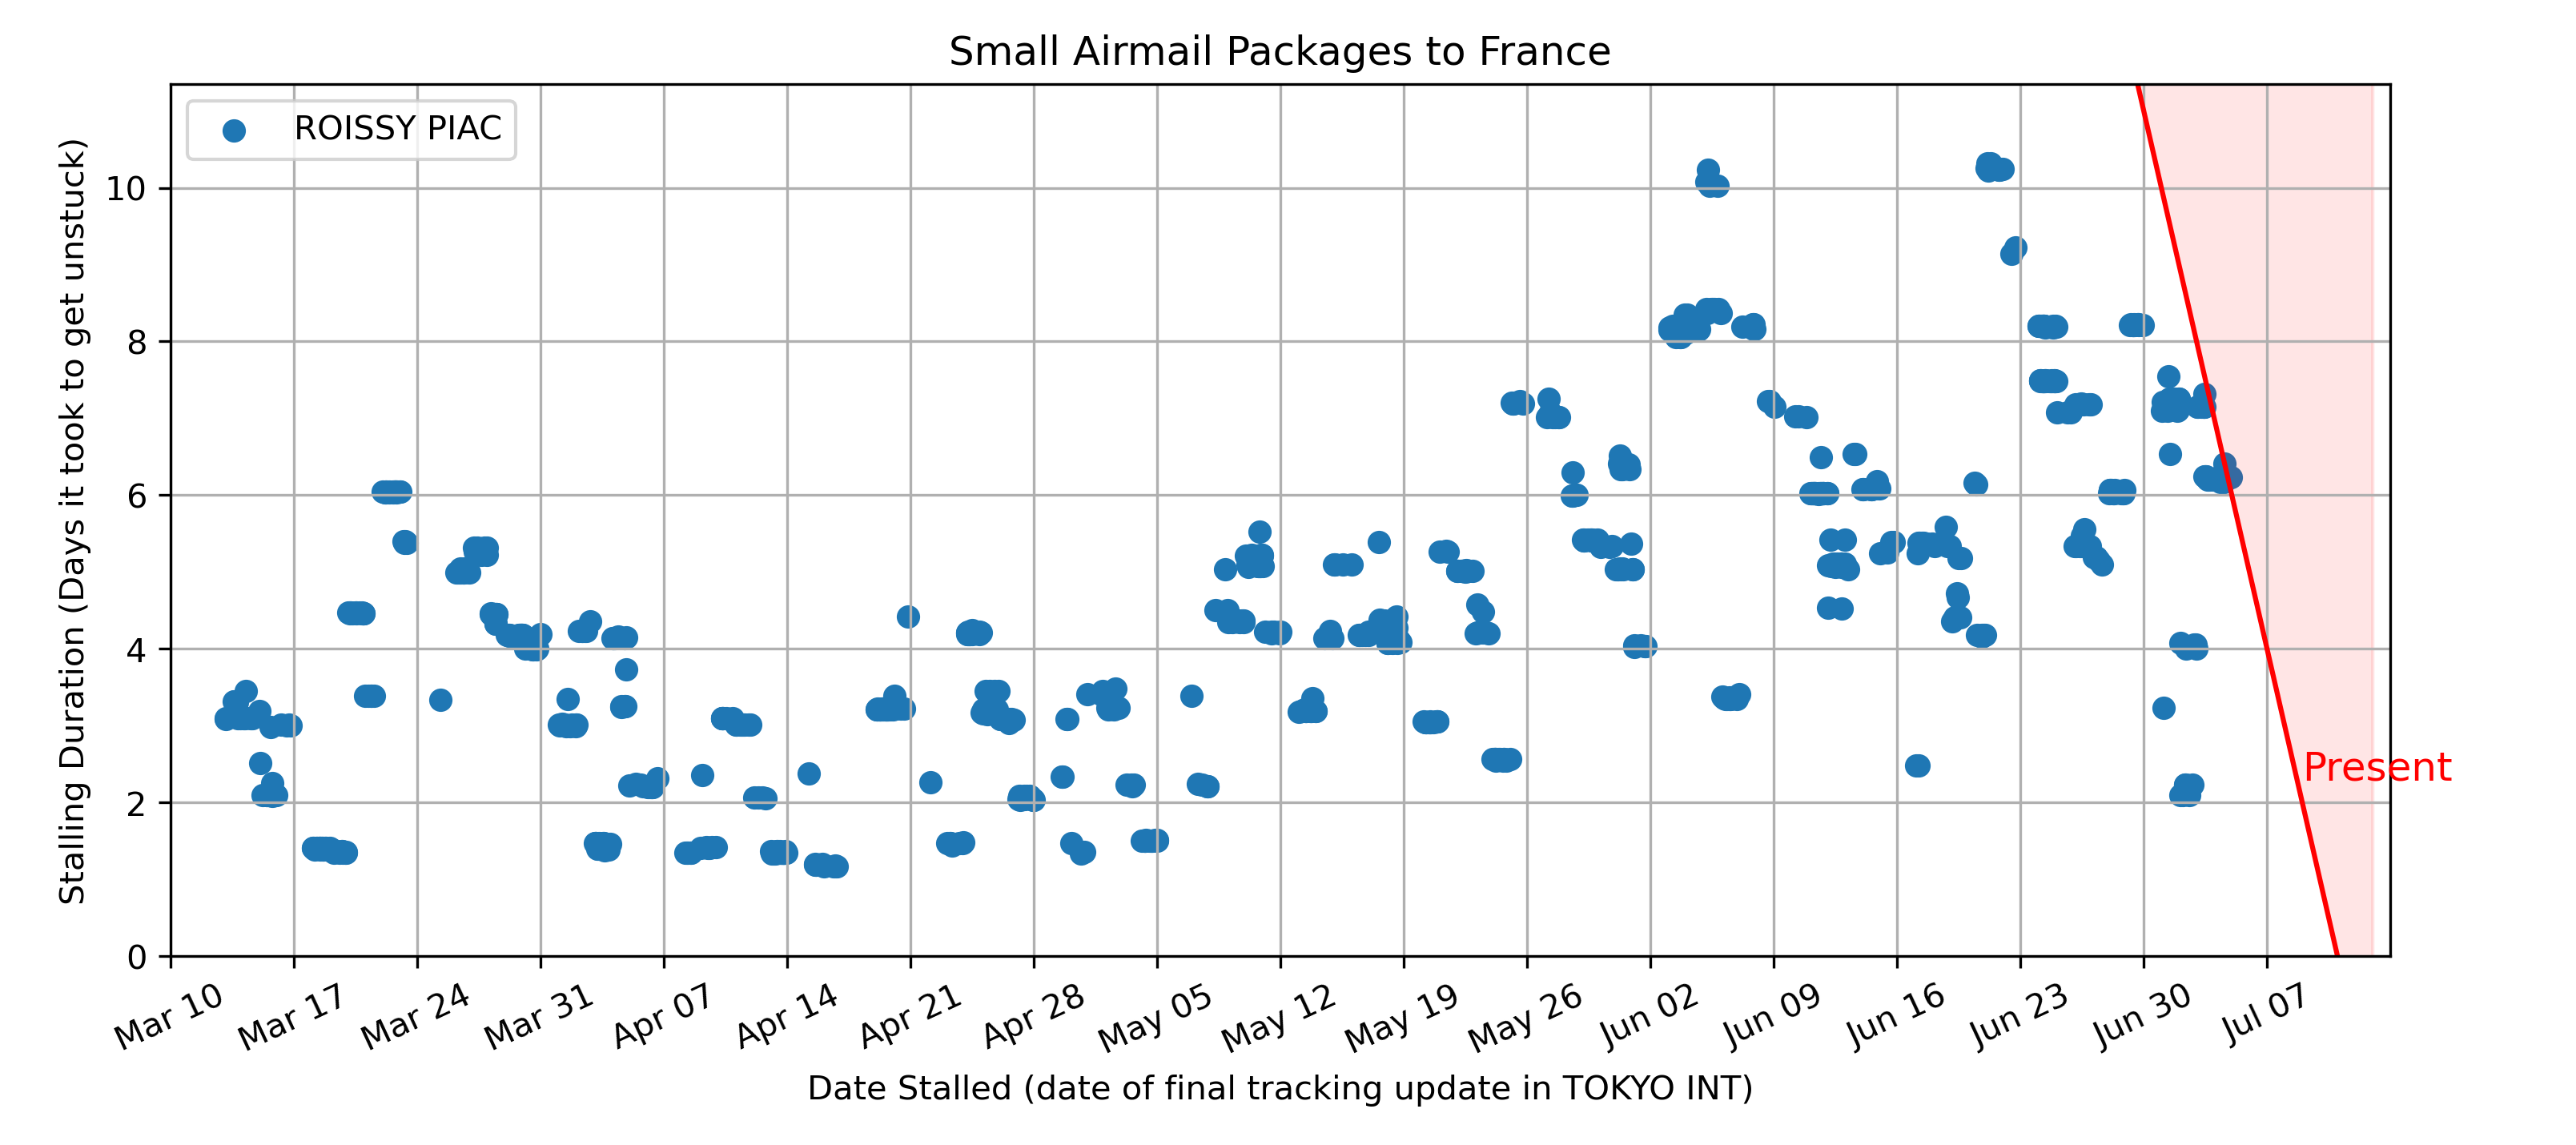 Small Airmail Packages to France
ROISSY PIAC
Stalling Duration (Days it took to get unstuck)
10
8
6
4
2
0
Present
Mar 10
Mar 17
Mar 24
Mar 31
Apr 07
Apr 14
Apr 21
Apr 28
May 05
May 12
May 19
May 26
Jun 02
Jun 09
Jun 16
Jun 23
Jun 30
Jul 07
Date Stalled (date of final tracking update in TOKYO INT)